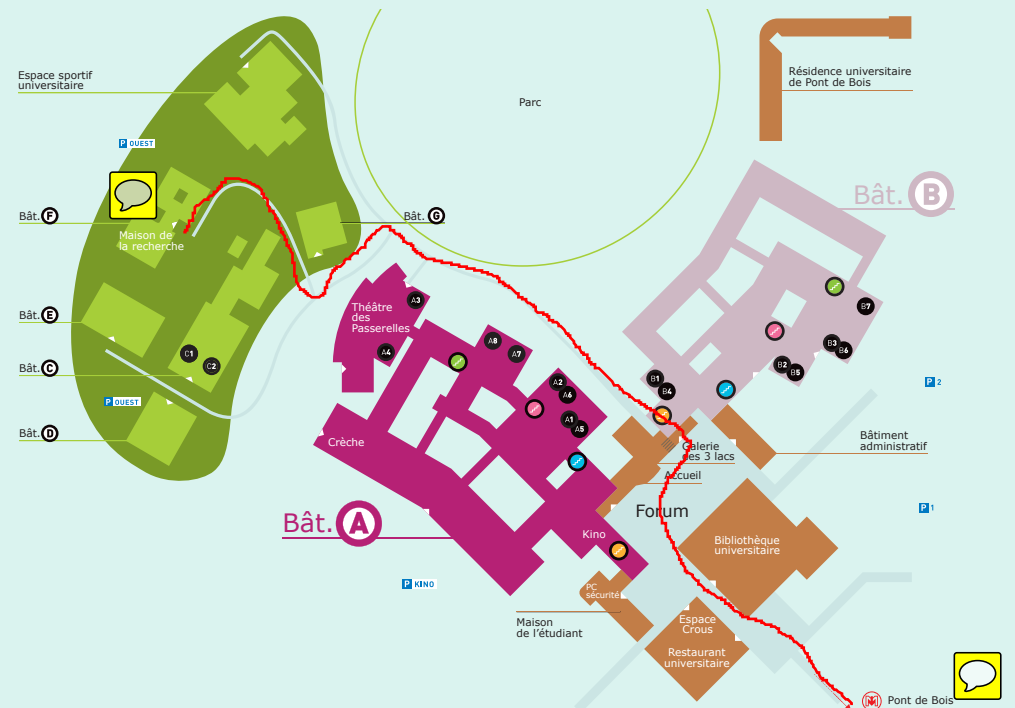 Espace sportif
universitaire
P OUEST
Bât. F
Maison de
la recherche
Bât. G
Bât. E
Bât. C
C1
C2
P OUEST
Bât. D
Parc
Résidence universitaire
de Pont de Bois
Bât. B
B7
B3
B6
B2
B5
B1
B4
Théâtre
des
Passerelles
A3
A4
A8
A7
A2
A6
A1
A5
Crèche
Bât. A
Kino
P KINO
P 2
Bâtiment
administratif
Galerie
des 3 lacs
Accueil
Forum
P 1
Bibliothèque
universitaire
PC
sécurité
Maison
de l'étudiant
Espace
Crous
Restaurant
universitaire
M Pont de Bois